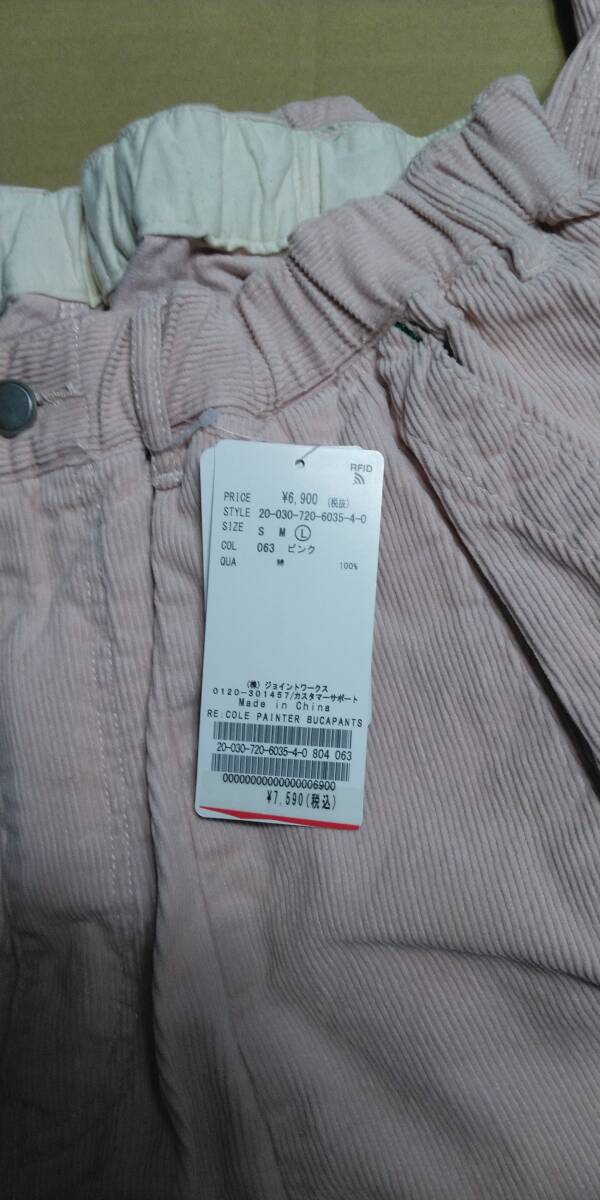 RFID
PRICE ¥6,900 (税抜)
STYLE 20-030-720-6035-4-0
SIZE S M L
COL 063 ピンク
QUA 綿 100%
(株)ジョイントワークス
0120-301457/カスタマーサポート
Made in China
RE:COLE PAINTER BUCAPANTS
20-030-720-6035-4-0 804 063
0000000000000006900
¥7,590(税込)